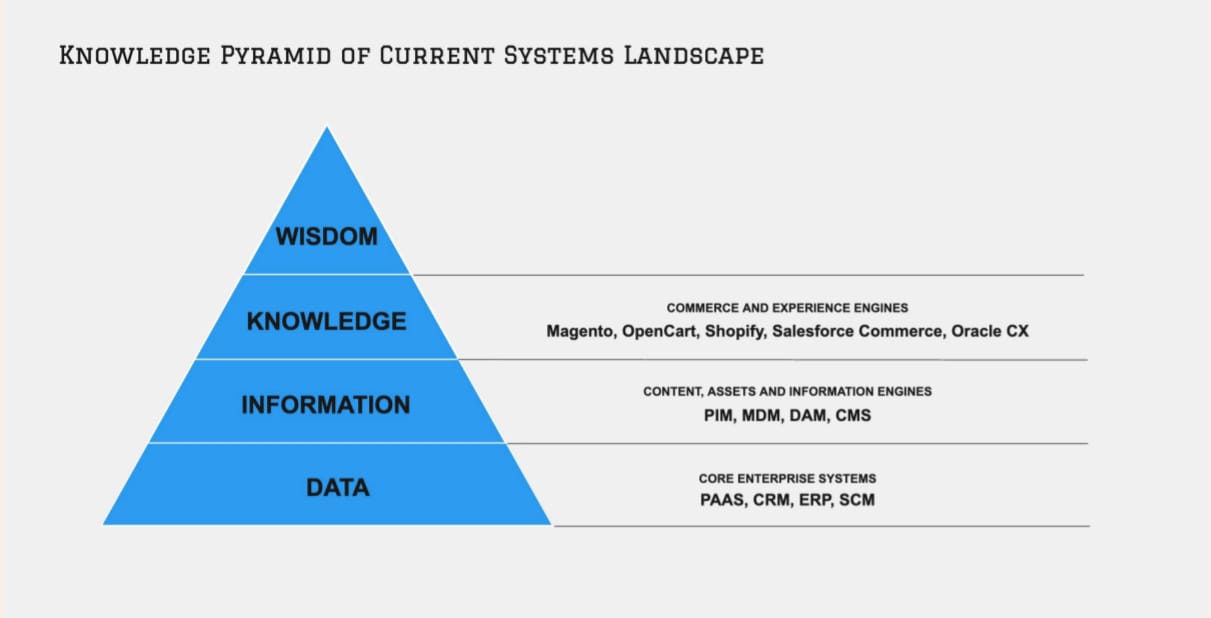 Knowledge Pyramid of Current Systems Landscape
WISDOM
KNOWLEDGE
COMMERCE AND EXPERIENCE ENGINES
Magento, OpenCart, Shopify, Salesforce Commerce, Oracle CX
INFORMATION
CONTENT, ASSETS AND INFORMATION ENGINES
PIM, MDM, DAM, CMS
DATA
CORE ENTERPRISE SYSTEMS
PAAS, CRM, ERP, SCM